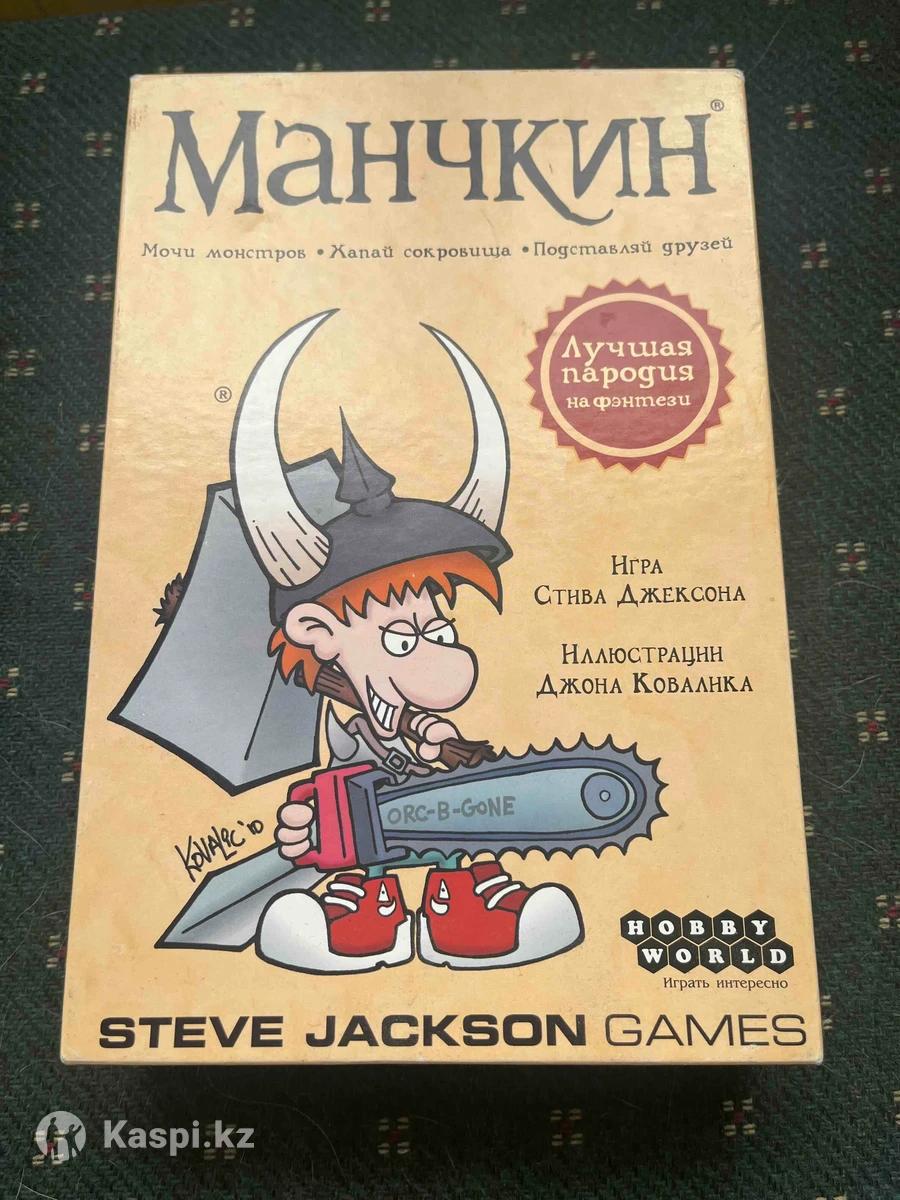 Манчкин®
Мочи монстров • Хапай сокровища • Подставляй друзей
®
Лучшая
пародия
на фэнтези
Игра
Стива Джексона
Иллюстрации
Джона Ковалика
ORC-B-GONE
KOVALIC '10
HOBBY
WORLD
Играть интересно
STEVE JACKSON GAMES
Kaspi.kz